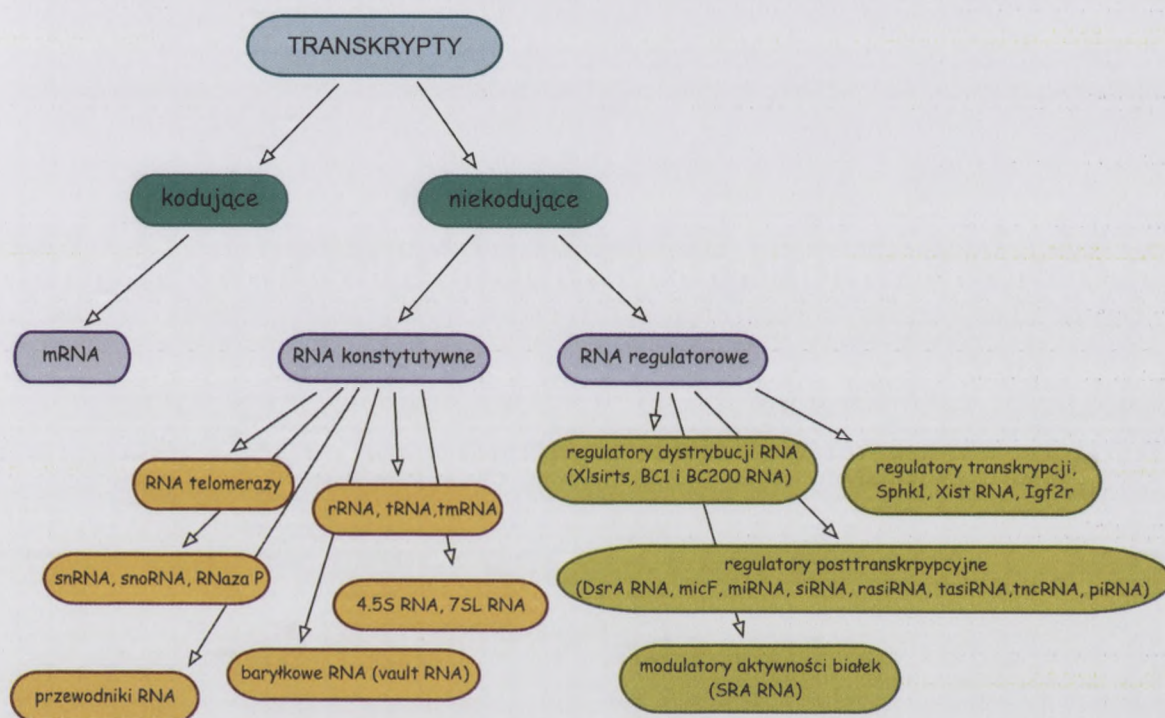 TRANSKRYPTY
kodujące
niekodujące
mRNA
RNA konstytutywne
RNA regulatorowe
RNA telomerazy
rRNA, tRNA,tmRNA
snRNA, snoRNA, RNaza P
4.5S RNA, 7SL RNA
baryłkowe RNA (vault RNA)
przewodniki RNA
regulatory dystrybucji RNA
(Xlsirts, BC1 i BC200 RNA)
regulatory transkrypcji,
Sphk1, Xist RNA, Igf2r
regulatory posttranskrpypcyjne
(DsrA RNA, micF, miRNA, siRNA, rasiRNA, tasiRNA,tncRNA, piRNA)
modulatory aktywności białek
(SRA RNA)